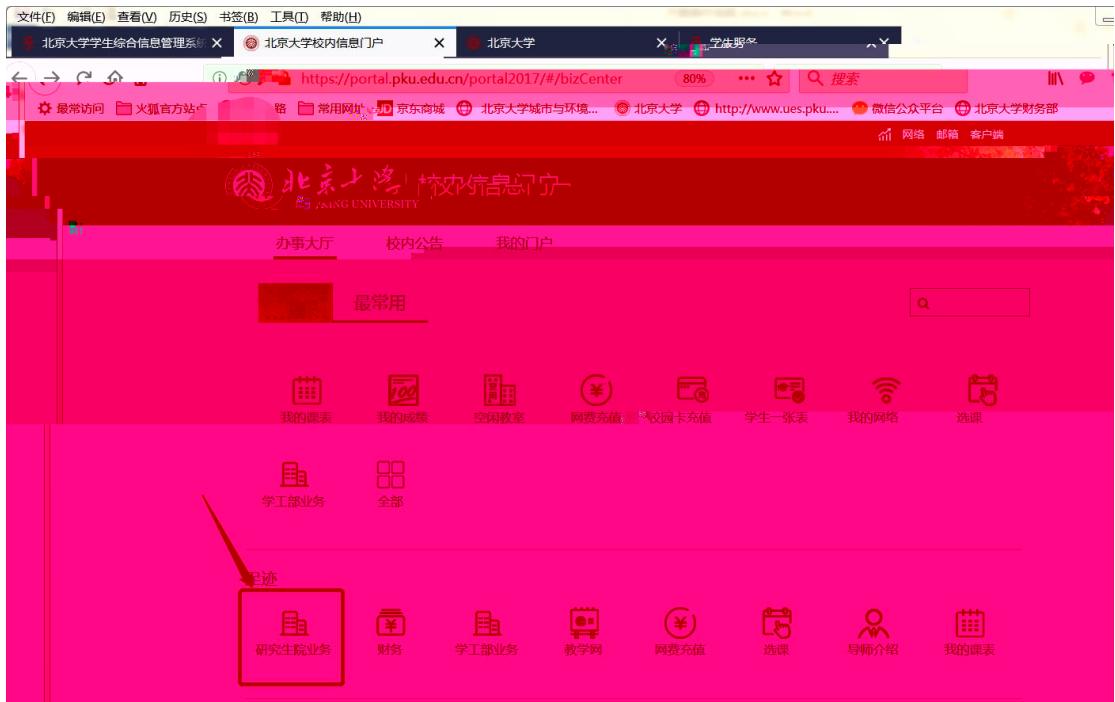 文件(F) 编辑(E) 查看(V) 历史(S) 书签(B) 工具(T) 帮助(H)
北京大学学生综合信息管理系统 北京大学校内信息门户 北京大学
https://portal.pku.edu.cn/portal2017/#/bizCenter 80% 搜索
最常访问 火狐官方站点 常用网址 JD 京东商城 北京大学城市与环境... 北京大学 http://www.ues.pku.... 微信公众平台 北京大学财务部
网络 邮箱 客户端
北京大学 校内信息门户
UNIVERSITY
办事大厅 校内公告 我的门户
最常用
100
我的课表 我的成绩 空闲教室 网费充值 校园卡充值 学生一张表 我的网络 选课
学工部业务 全部
足迹
研究生院业务 财务 学工部业务 教学网 网费充值 选课 导师介绍 我的课表